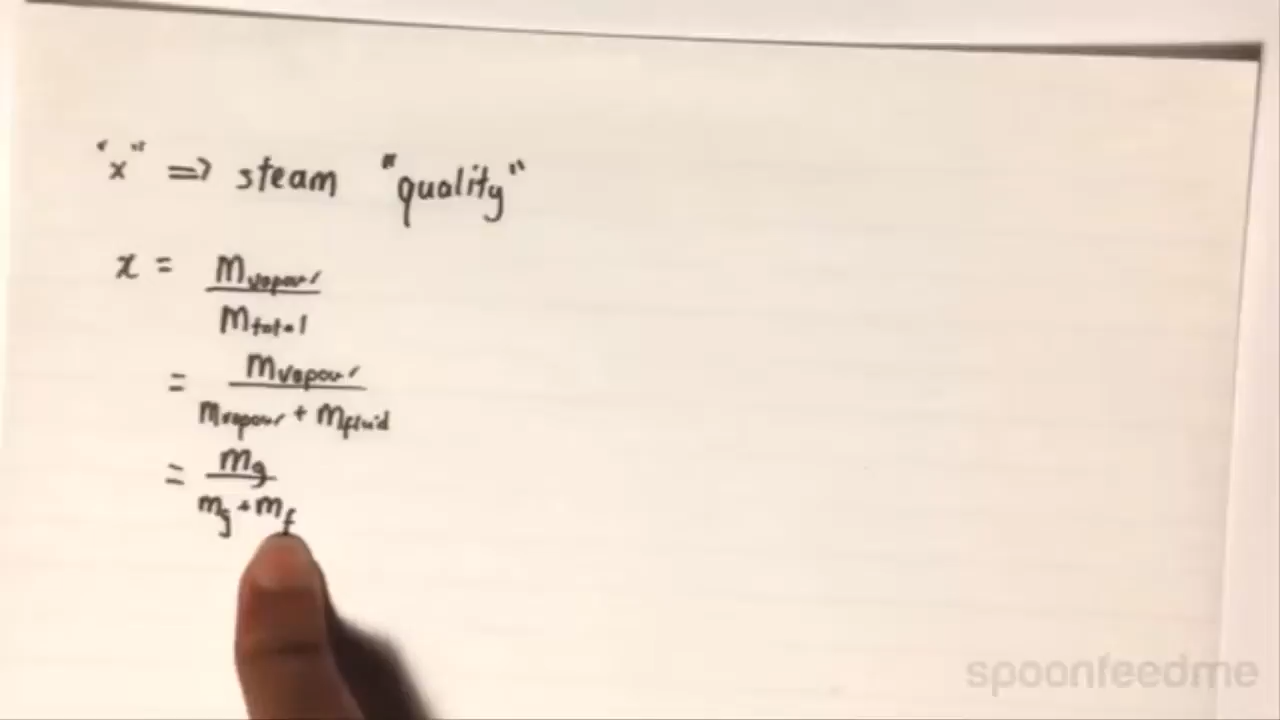 "x" => steam "quality"
x = m_vapour / m_total
= m_vapour / m_vapour + m_fluid
= m_g / m_g + m_f
spoonfeedme